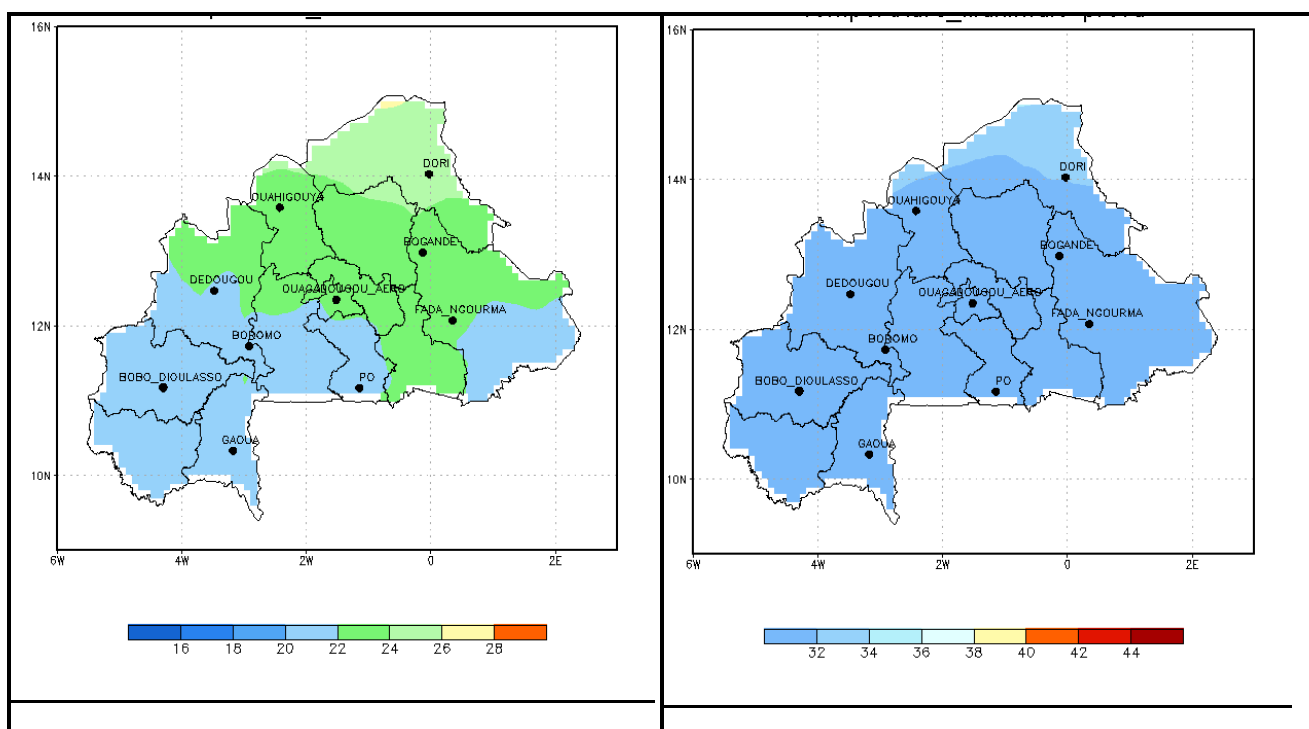 16N
14N
12N
10N
6W 4W 2W 0 2E
DORI
OUAHIGOUYA
BOGANDE
DEDOUGOU
OUAGADOUGOU_AERO
FADA_NGOURMA
BOROMO
BOBO_DIOULASSO
PO
GAOUA
16 18 20 22 24 26 28
16N
14N
12N
10N
6W 4W 2W 0 2E
DORI
OUAHIGOUYA
BOGANDE
DEDOUGOU
OUAGADOUGOU_AERO
FADA_NGOURMA
BOROMO
BOBO_DIOULASSO
PO
GAOUA
32 34 36 38 40 42 44